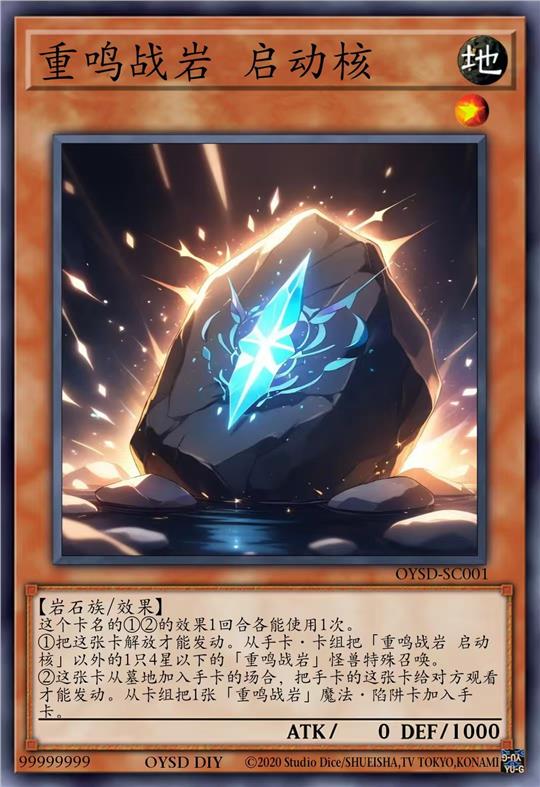 重鸣战岩 启动核
地
OYSD-SC001
【岩石族/效果】
这个卡名的①②的效果1回合各能使用1次。
①把这张卡解放才能发动。从手卡・卡组把「重鸣战岩 启动
核」以外的1只4星以下的「重鸣战岩」怪兽特殊召唤。
②这张卡从墓地加入手卡的场合，把手卡的这张卡给对方观看
才能发动。从卡组把1张「重鸣战岩」魔法・陷阱卡加入手
卡。
ATK/ 0 DEF/1000
99999999 OYSD DIY ©2020 Studio Dice/SHUEISHA,TV TOKYO,KONAMI